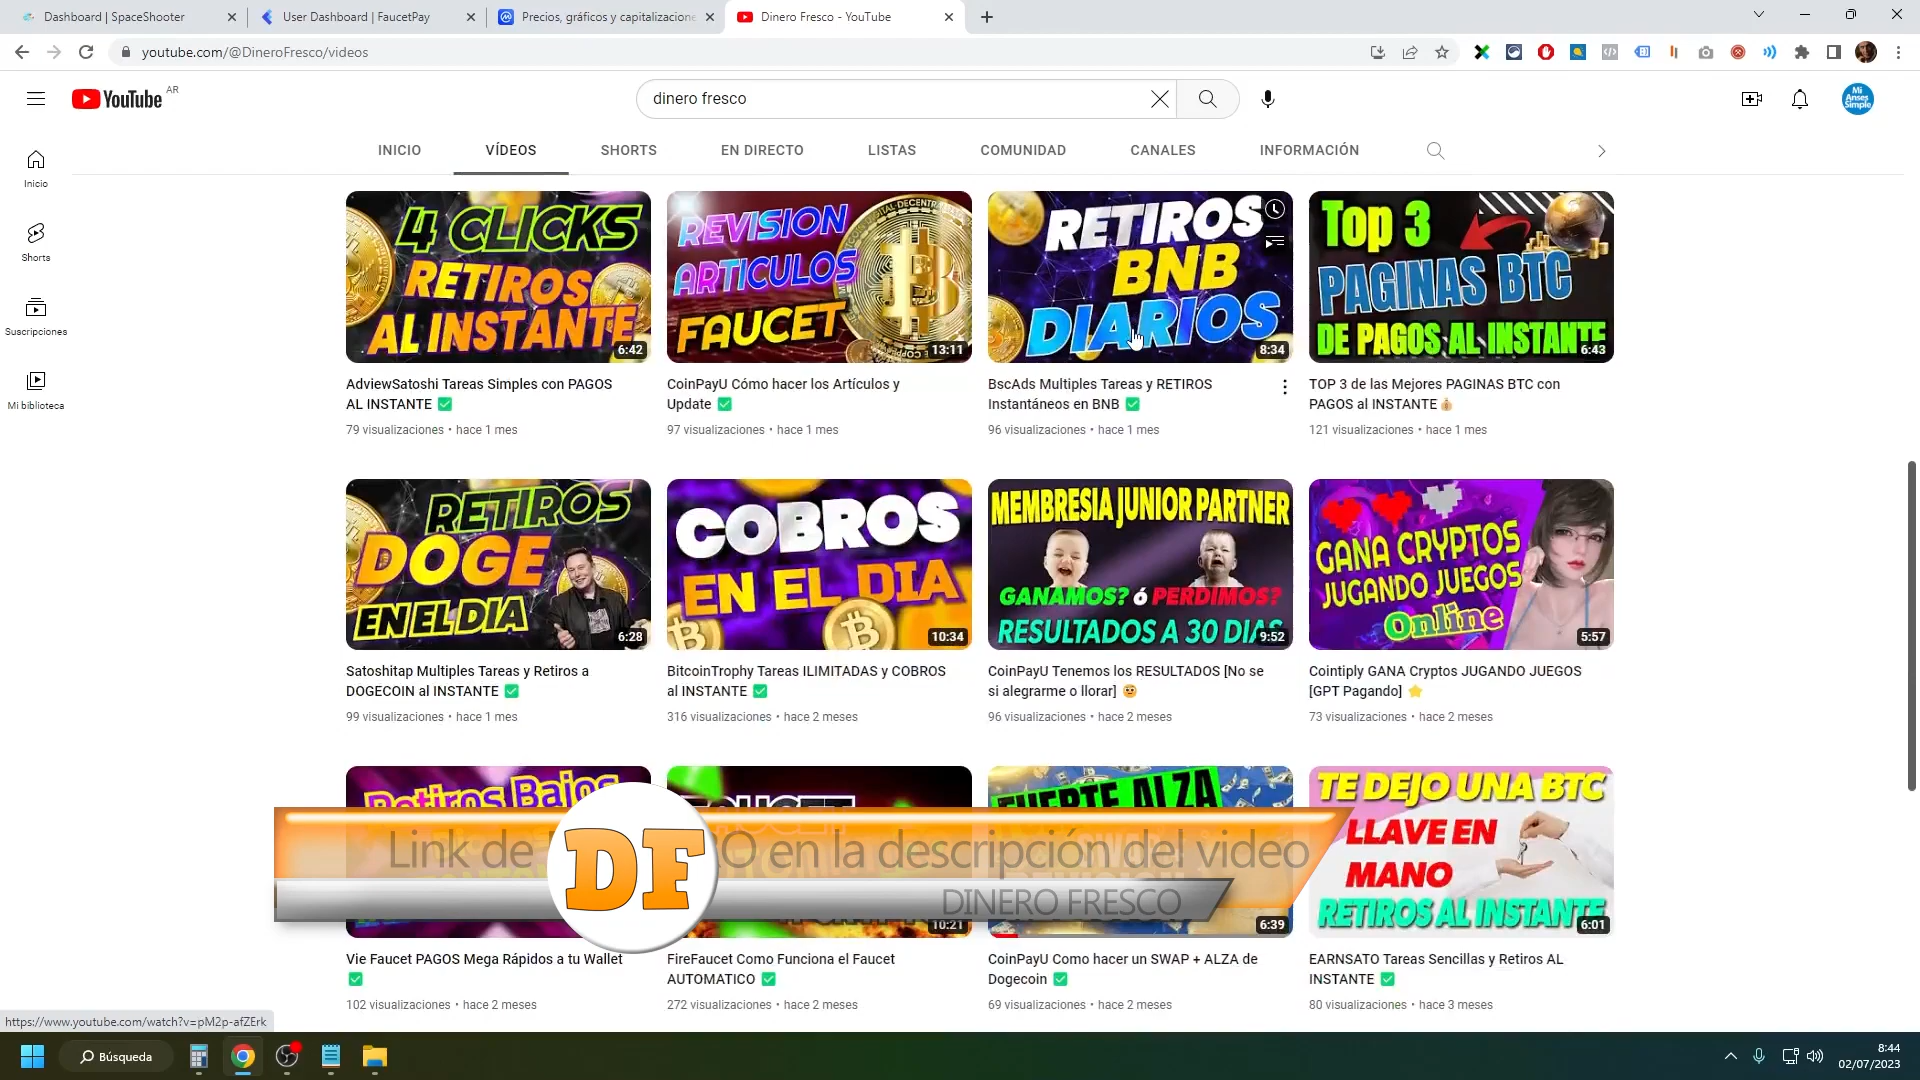 Dashboard | SpaceShooter
User Dashboard | FaucetPay
Precios, gráficos y capitalizacione
Dinero Fresco - YouTube
youtube.com/@DineroFresco/videos
YouTube AR
dinero fresco
Mi Anses Simple
INICIO
VÍDEOS
SHORTS
EN DIRECTO
LISTAS
COMUNIDAD
CANALES
INFORMACIÓN
Inicio
Shorts
Suscripciones
Mi biblioteca
4 CLICKS
RETIROS
AL INSTANTE
6:42
REVISION
ARTICULOS
FAUCET
13:11
RETIROS
BNB
DIARIOS
8:34
Top 3
PAGINAS BTC
DE PAGOS AL INSTANTE
6:43
AdviewSatoshi Tareas Simples con PAGOS
AL INSTANTE ✅
79 visualizaciones • hace 1 mes
CoinPayU Cómo hacer los Artículos y
Update ✅
97 visualizaciones • hace 1 mes
BscAds Multiples Tareas y RETIROS
Instantáneos en BNB ✅
96 visualizaciones • hace 1 mes
TOP 3 de las Mejores PAGINAS BTC con
PAGOS al INSTANTE💰
121 visualizaciones • hace 1 mes
RETIROS
DOGE
EN EL DIA
6:28
COBROS
EN EL DIA
10:34
MEMBRESIA JUNIOR PARTNER
GANAMOS? ó PERDIMOS?
RESULTADOS A 30 DIAS
9:52
GANA CRYPTOS
JUGANDO JUEGOS
Online
5:57
Satoshitap Multiples Tareas y Retiros a
DOGECOIN al INSTANTE ✅
99 visualizaciones • hace 1 mes
BitcoinTrophy Tareas ILIMITADAS y COBROS
al INSTANTE ✅
316 visualizaciones • hace 2 meses
CoinPayU Tenemos los RESULTADOS [No se
si alegrarme o llorar] 🤕
96 visualizaciones • hace 2 meses
Cointiply GANA Cryptos JUGANDO JUEGOS
[GPT Pagando] ⭐
73 visualizaciones • hace 2 meses
Retiros Bajos
FAUCET
10:21
FUERTE ALZA
6:39
TE DEJO UNA BTC
LLAVE EN
MANO
RETIROS AL INSTANTE
6:01
Link de O en la descripción del video
DF
DINERO FRESCO
Vie Faucet PAGOS Mega Rápidos a tu Wallet
✅
102 visualizaciones • hace 2 meses
FireFaucet Como Funciona el Faucet
AUTOMATICO ✅
272 visualizaciones • hace 2 meses
CoinPayU Como hacer un SWAP + ALZA de
Dogecoin ✅
69 visualizaciones • hace 2 meses
EARNSATO Tareas Sencillas y Retiros AL
INSTANTE ✅
80 visualizaciones • hace 3 meses
https://www.youtube.com/watch?v=pM2p-afZErk
Búsqueda
8:44
02/07/2023